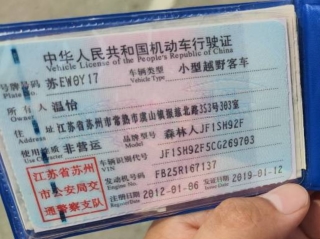 中华人民共和国机动车行驶证
Vehicle License of the People's Republic of China
号牌号码 苏EW0Y17 车辆类型 小型越野客车
Plate No. Vehicle Type
所有人 温怡
Owner
住址 江苏省苏州市常熟市虞山镇服装北路353号303室
Address
使用性质 非营运 品牌型号 森林人JF1SH92F
Model
车辆识别代号 JF1SH92F5CG269703
VIN
江苏省苏州
市公安局交
通警察支队
发动机号码 FB25R167137
Engine No.
注册日期 2012-01-06 发证日期 2019-01-17
Register Date Issue Date